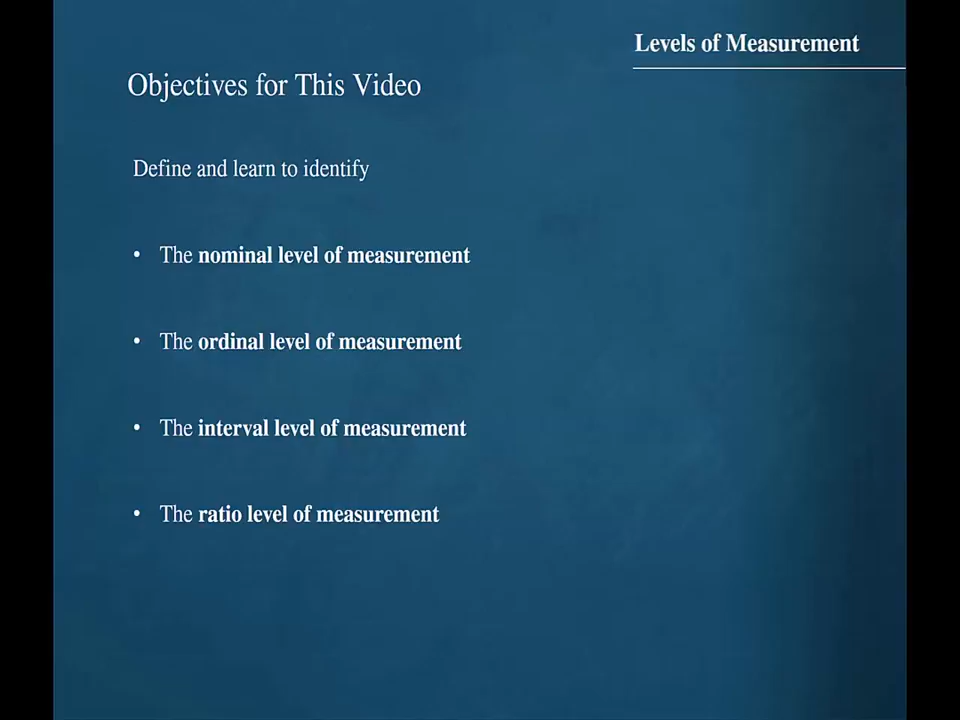 Levels of Measurement
Objectives for This Video
Define and learn to identify
• The nominal level of measurement
• The ordinal level of measurement
• The interval level of measurement
• The ratio level of measurement